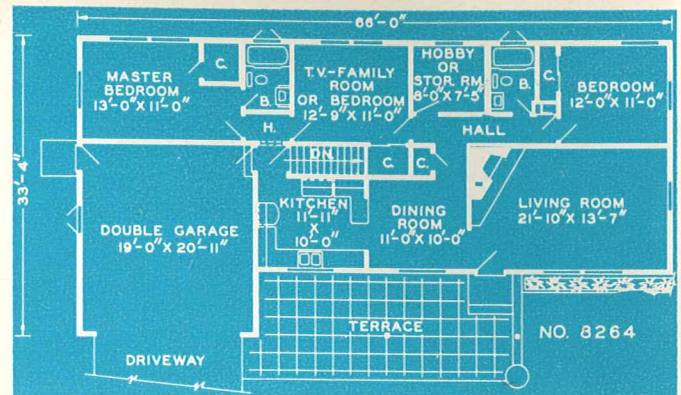 66'-0"
33'-4"
MASTER
BEDROOM
13'-0" X 11'-0"
C.
B.
H.
T.V.-FAMILY
ROOM
OR BEDROOM
12'-9" X 11'-0"
HOBBY
OR
STOR. RM.
8'-0" X 7'-5"
B.
C.
BEDROOM
12'-0" X 11'-0"
HALL
DN.
C.
C.
KITCHEN
11'-11"
X
10'-0"
DINING
ROOM
11'-0" X 10'-0"
LIVING ROOM
21'-10" X 13'-7"
DOUBLE GARAGE
19'-0" X 20'-11"
TERRACE
NO. 8264
DRIVEWAY